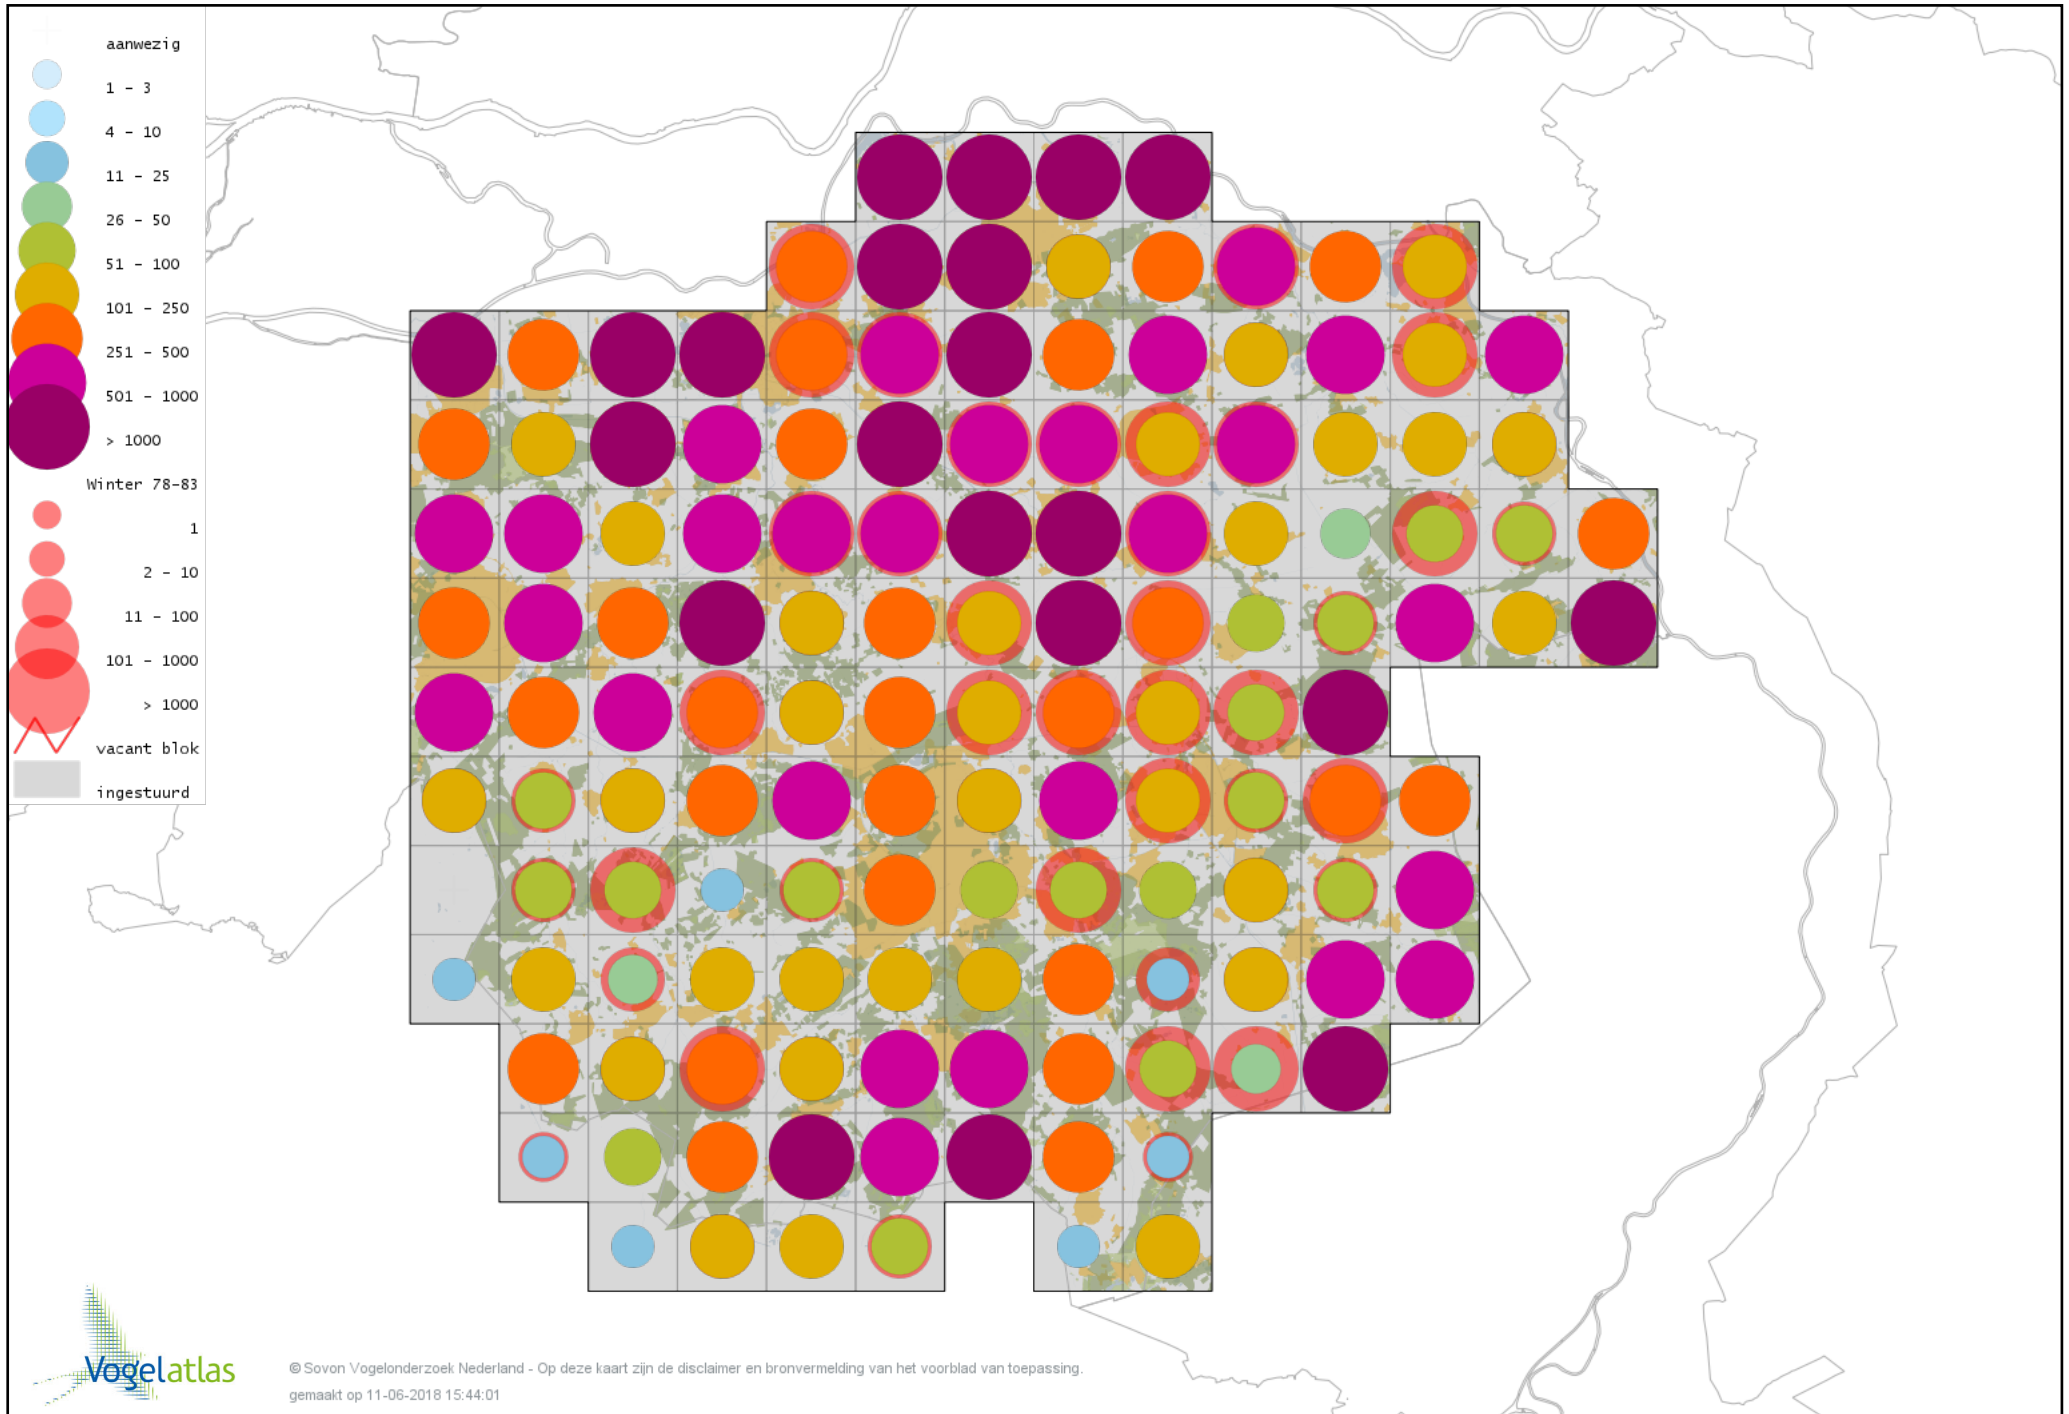 aanwezig
1 - 3
4 - 10
11 - 25
26 - 50
51 - 100
101 - 250
251 - 500
501 - 1000
> 1000
Winter 78-83
1
2 - 10
11 - 100
101 - 1000
> 1000
vacant blok
ingestuurd
Vogelatlas
© Sovon Vogelonderzoek Nederland - Op deze kaart zijn de disclaimer en bronvermelding van het voorblad van toepassing.
gemaakt op 11-06-2018 15:44:01